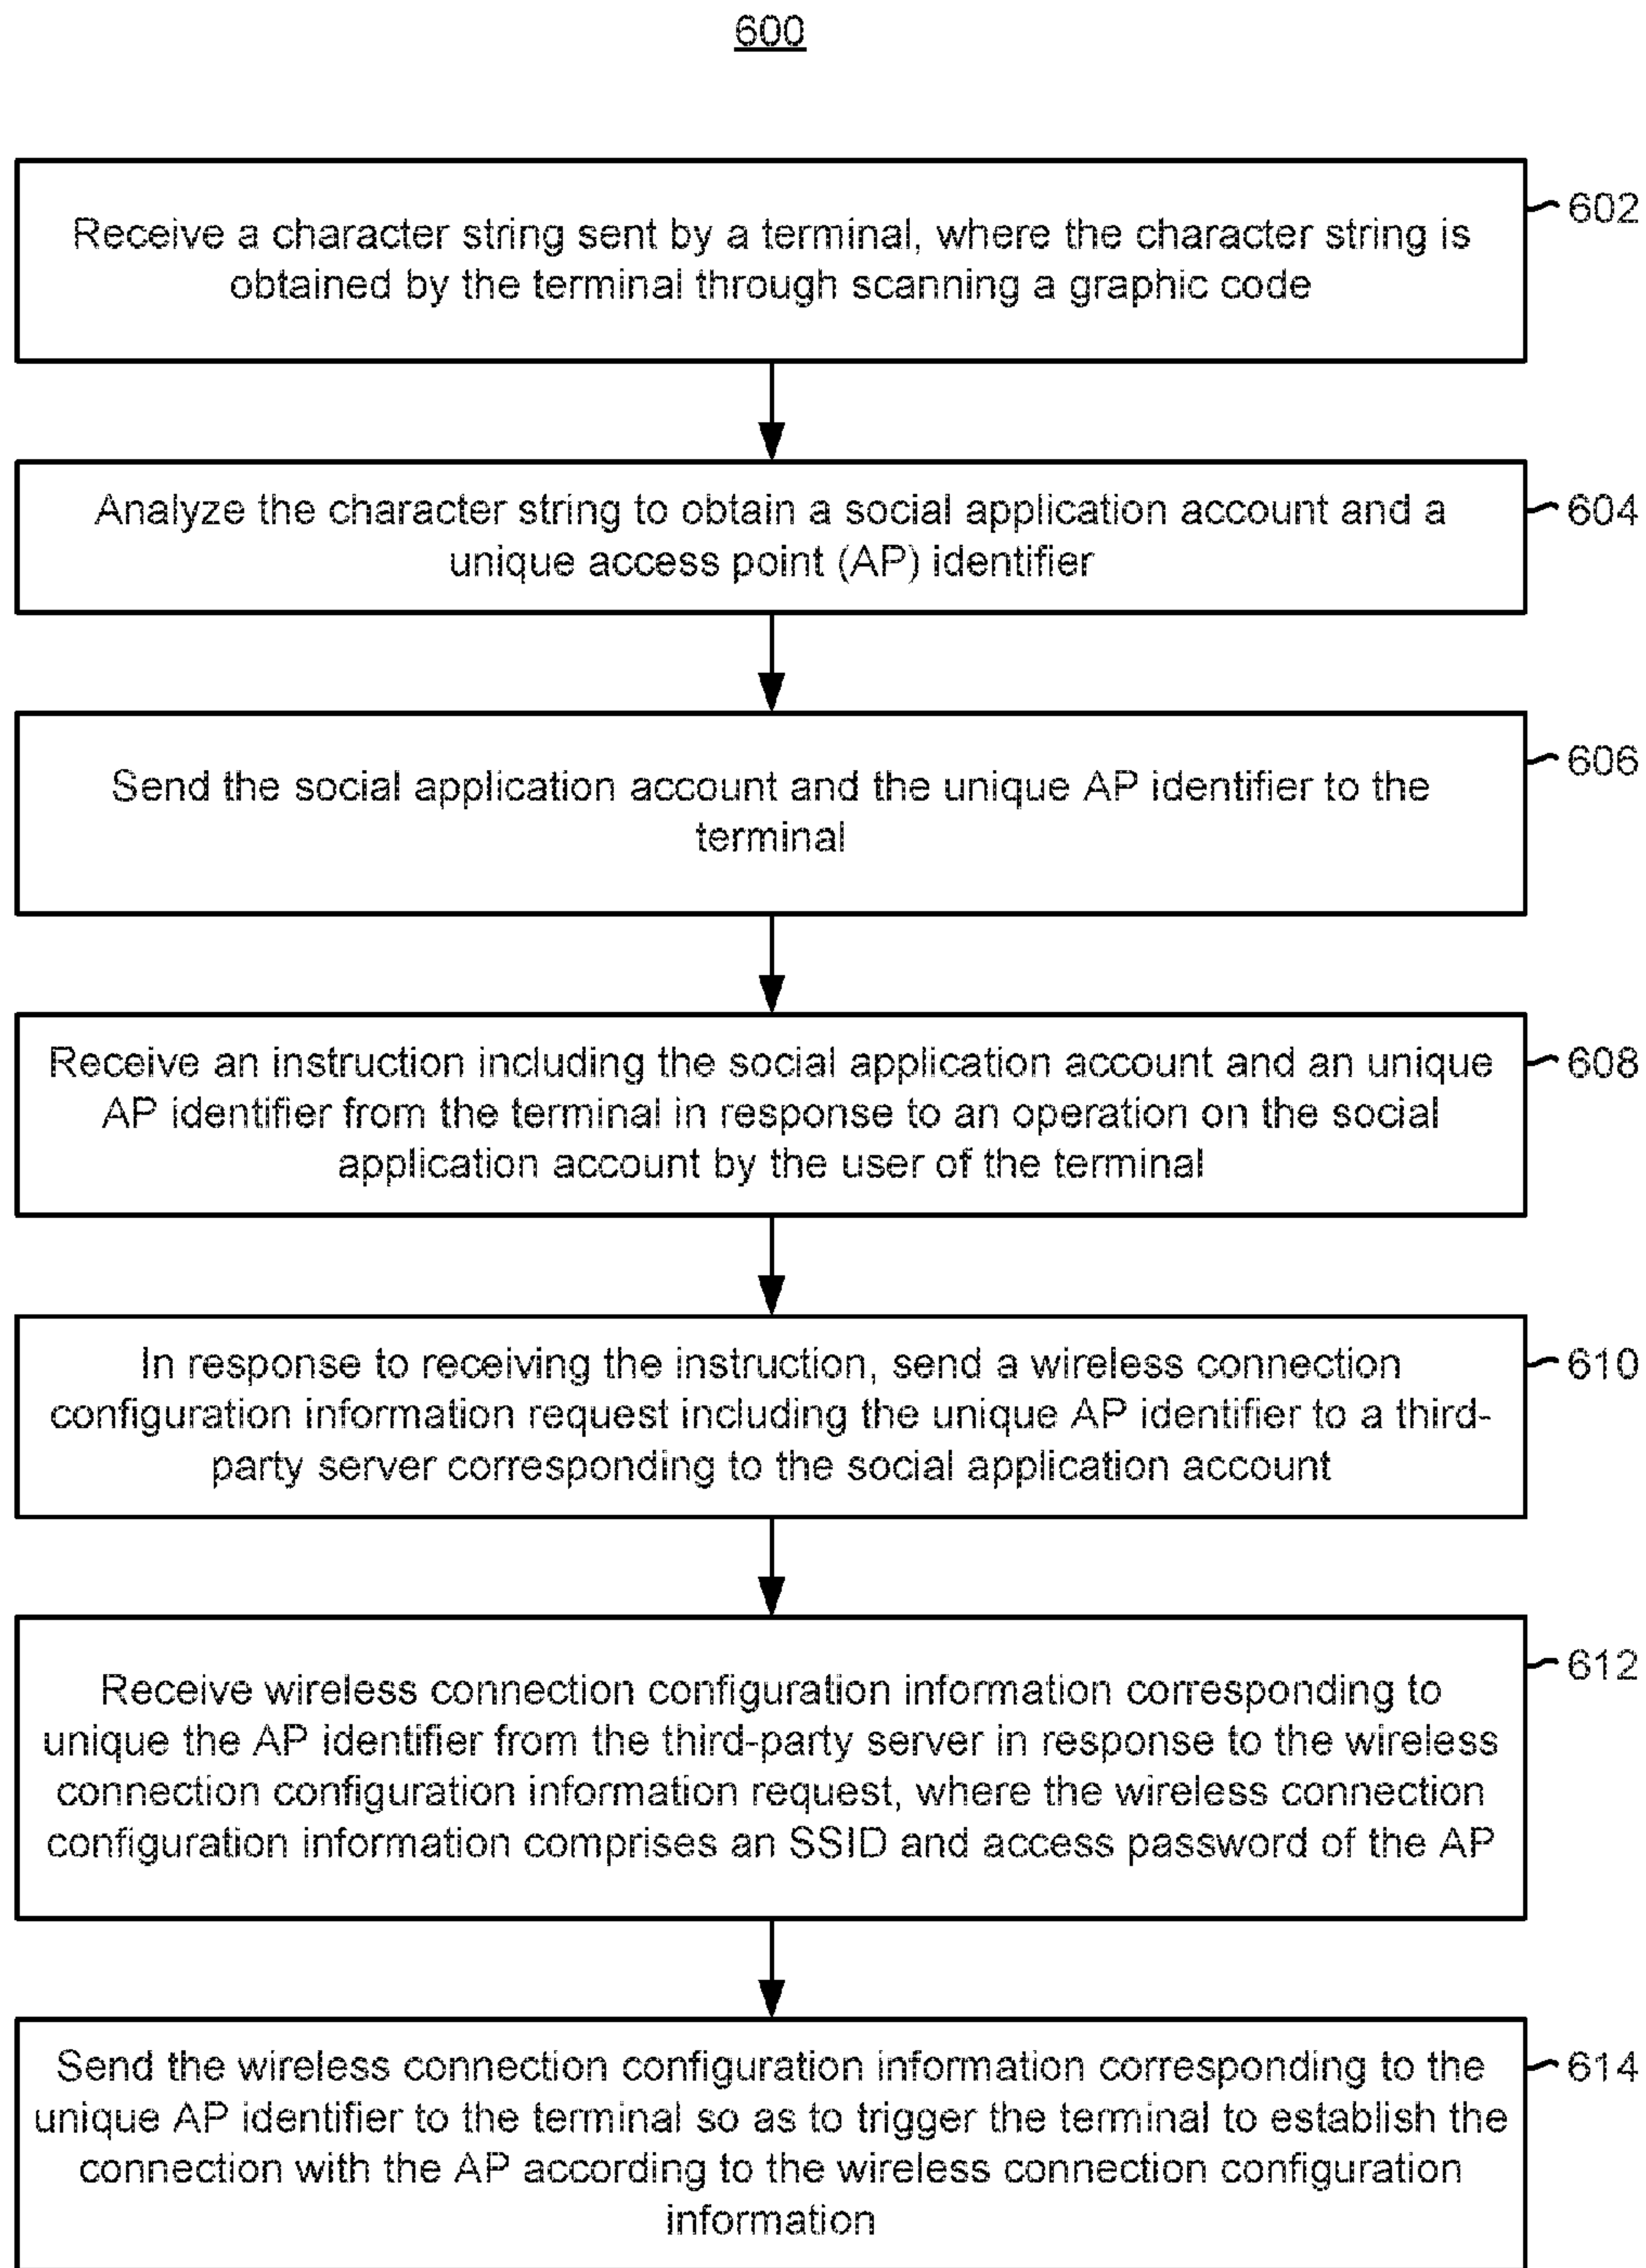 600
Receive a character string sent by a terminal, where the character string is
obtained by the terminal through scanning a graphic code
602
Analyze the character string to obtain a social application account and a
unique access point (AP) identifier
604
Send the social application account and the unique AP identifier to the
terminal
606
Receive an instruction including the social application account and an unique
AP identifier from the terminal in response to an operation on the social
application account by the user of the terminal
608
In response to receiving the instruction, send a wireless connection
configuration information request including the unique AP identifier to a third-
party server corresponding to the social application account
610
Receive wireless connection configuration information corresponding to
unique the AP identifier from the third-party server in response to the wireless
connection configuration information request, where the wireless connection
configuration information comprises an SSID and access password of the AP
612
Send the wireless connection configuration information corresponding to the
unique AP identifier to the terminal so as to trigger the terminal to establish the
connection with the AP according to the wireless connection configuration
information
614